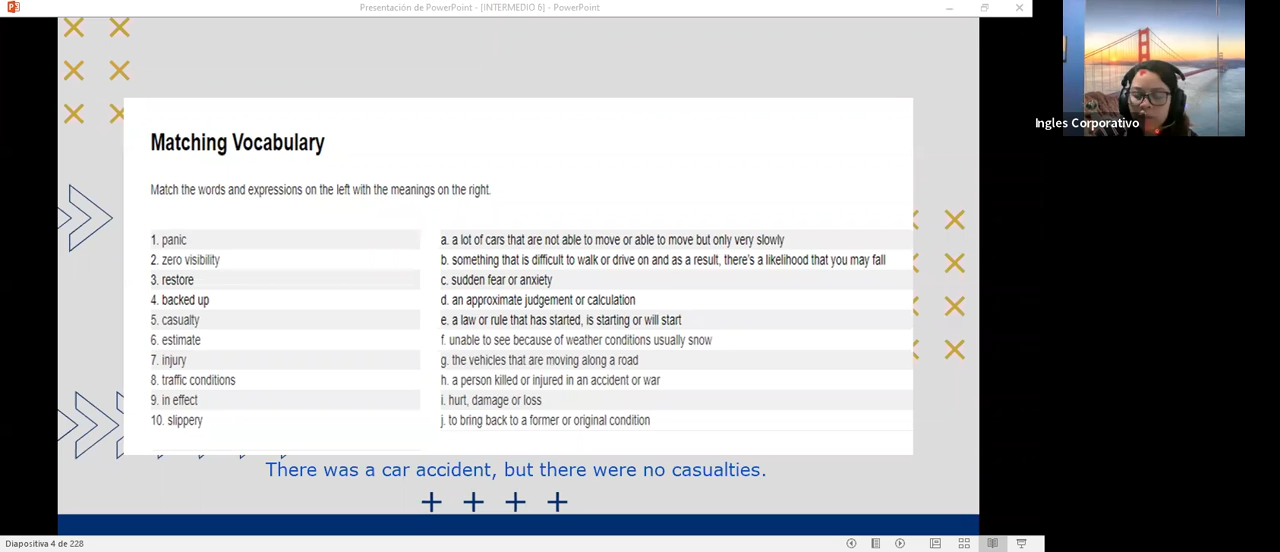 Presentación de PowerPoint - [INTERMEDIO 6] - PowerPoint
Ingles Corporativo
Matching Vocabulary
Match the words and expressions on the left with the meanings on the right.
1. panic
2. zero visibility
3. restore
4. backed up
5. casualty
6. estimate
7. injury
8. traffic conditions
9. in effect
10. slippery
a. a lot of cars that are not able to move or able to move but only very slowly
b. something that is difficult to walk or drive on and as a result, there's a likelihood that you may fall
c. sudden fear or anxiety
d. an approximate judgement or calculation
e. a law or rule that has started, is starting or will start
f. unable to see because of weather conditions usually snow
g. the vehicles that are moving along a road
h. a person killed or injured in an accident or war
i. hurt, damage or loss
j. to bring back to a former or original condition
There was a car accident, but there were no casualties.
Diapositiva 4 de 228